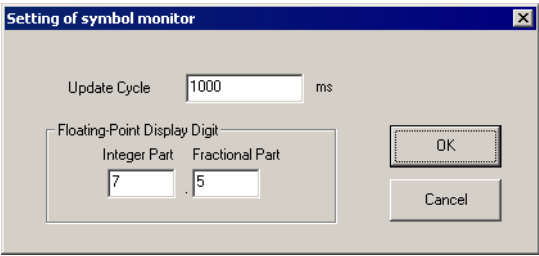 Setting of symbol monitor
Update Cycle 1000 ms
Floating-Point Display Digit
Integer Part Fractional Part
7 . 5
OK
Cancel